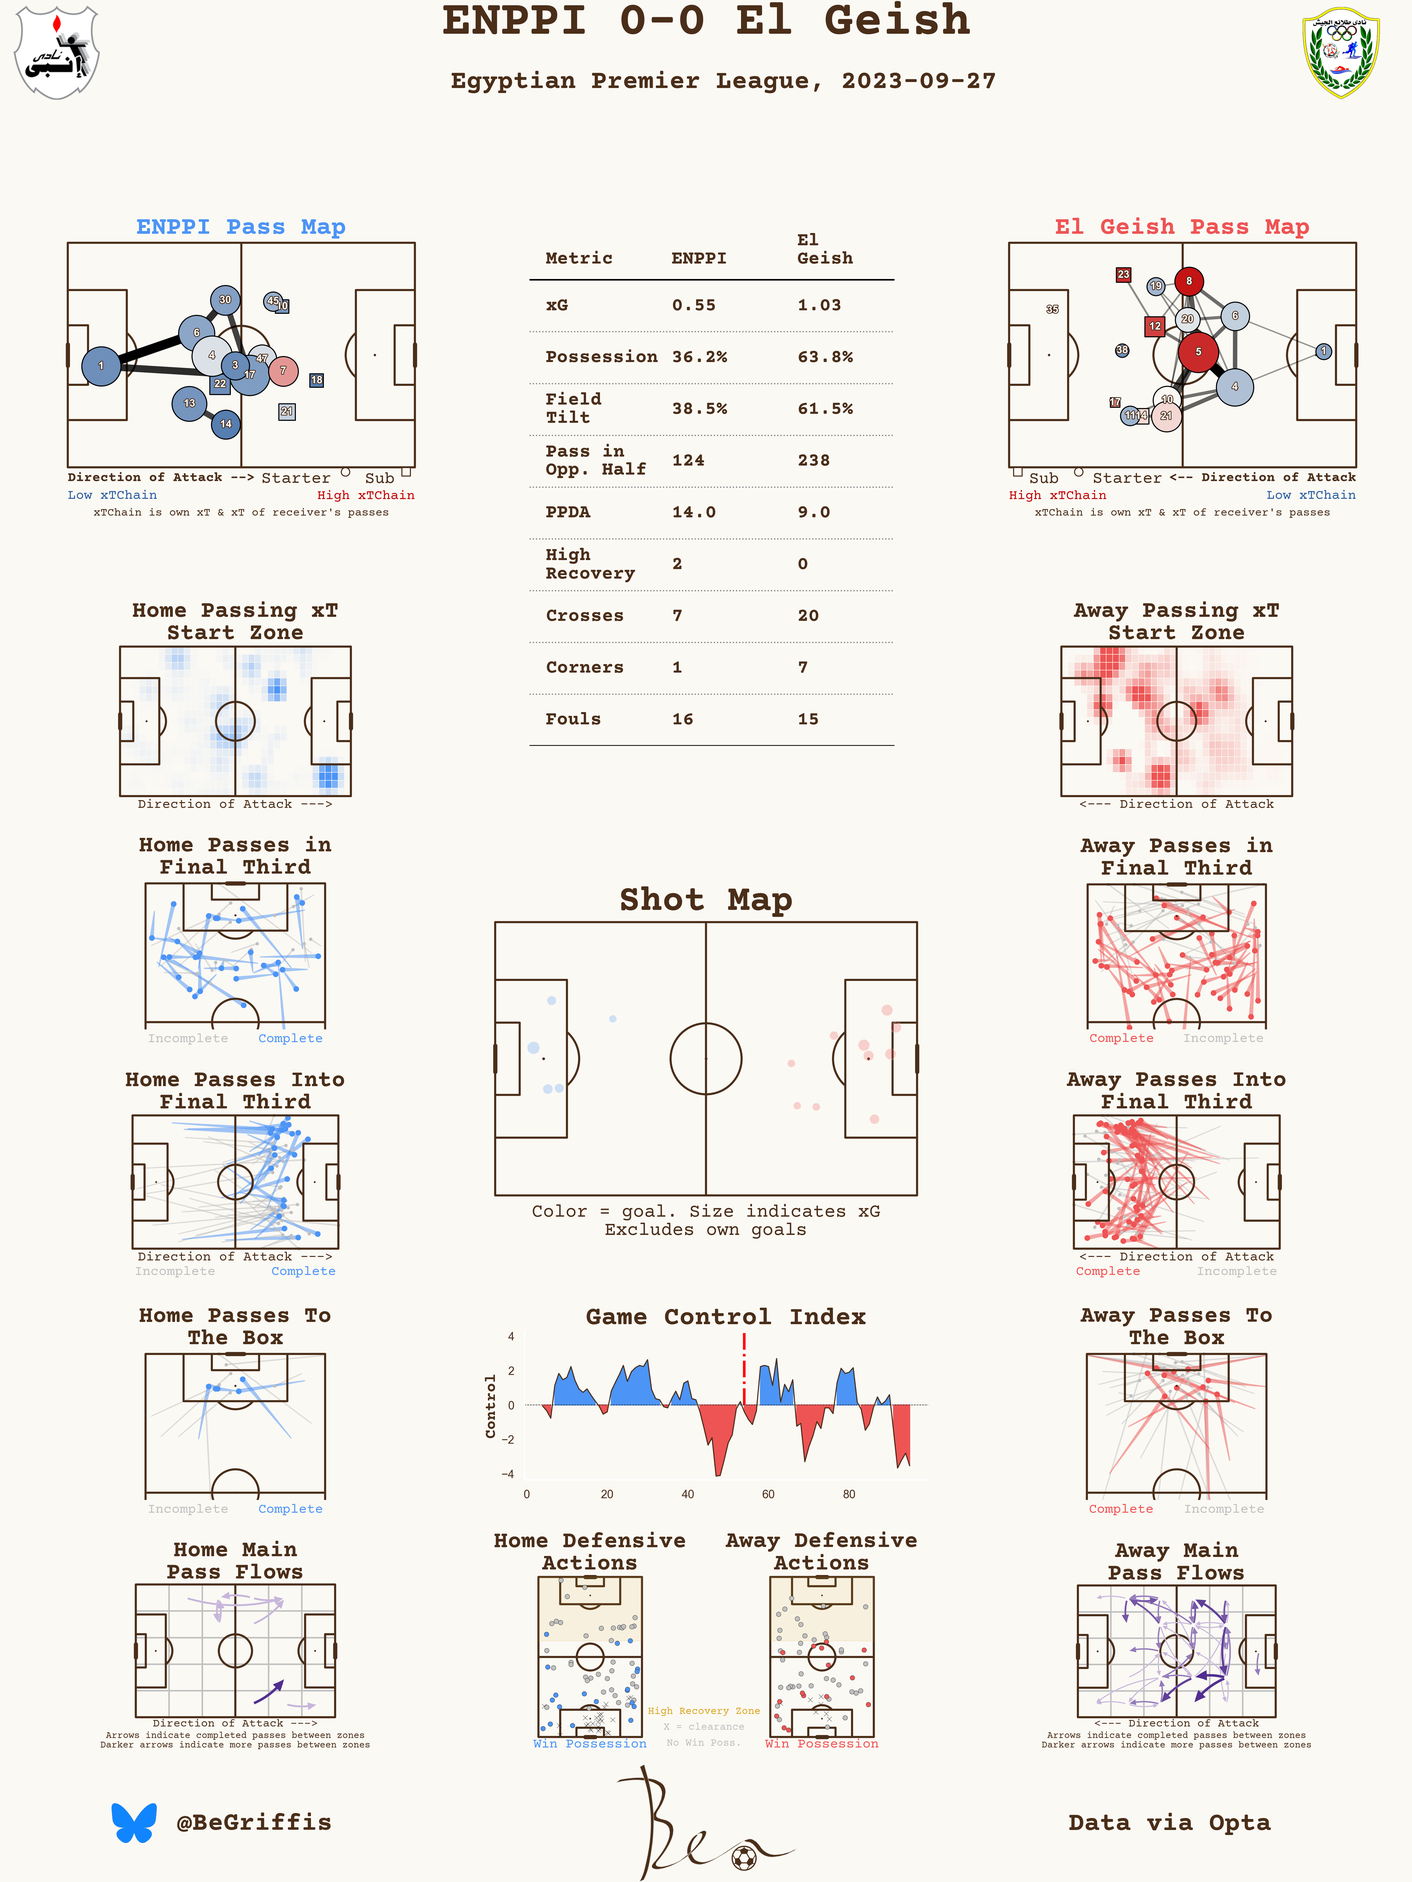 ENPPI 0-0 El Geish
Egyptian Premier League, 2023-09-27
نادى
إنبى
نادى طلائع الجيش
ENPPI Pass Map
30
45
10
6
4
47
3
1
17
7
22
18
13
21
14
Direction of Attack --> Starter Sub
Low xTChain High xTChain
xTChain is own xT & xT of receiver's passes
Metric ENPPI El Geish
xG 0.55 1.03
Possession 36.2% 63.8%
Field Tilt 38.5% 61.5%
Pass in Opp. Half 124 238
PPDA 14.0 9.0
High Recovery 2 0
Crosses 7 20
Corners 1 7
Fouls 16 15
El Geish Pass Map
23
8
19
35
20
6
12
38
5
1
4
17
10
11
14
21
Sub Starter <-- Direction of Attack
High xTChain Low xTChain
xTChain is own xT & xT of receiver's passes
Home Passing xT
Start Zone
Direction of Attack --->
Away Passing xT
Start Zone
<--- Direction of Attack
Home Passes in
Final Third
Incomplete Complete
Away Passes in
Final Third
Complete Incomplete
Shot Map
Color = goal. Size indicates xG
Excludes own goals
Home Passes Into
Final Third
Direction of Attack --->
Incomplete Complete
Away Passes Into
Final Third
<--- Direction of Attack
Complete Incomplete
Home Passes To
The Box
Incomplete Complete
Game Control Index
Control
4
2
0
−2
−4
0 20 40 60 80
Away Passes To
The Box
Complete Incomplete
Home Main
Pass Flows
Direction of Attack --->
Arrows indicate completed passes between zones
Darker arrows indicate more passes between zones
Home Defensive
Actions
Win Possession
Away Defensive
Actions
Win Possession
High Recovery Zone
X = clearance
No Win Poss.
Away Main
Pass Flows
<--- Direction of Attack
Arrows indicate completed passes between zones
Darker arrows indicate more passes between zones
@BeGriffis
Ben
Data via Opta